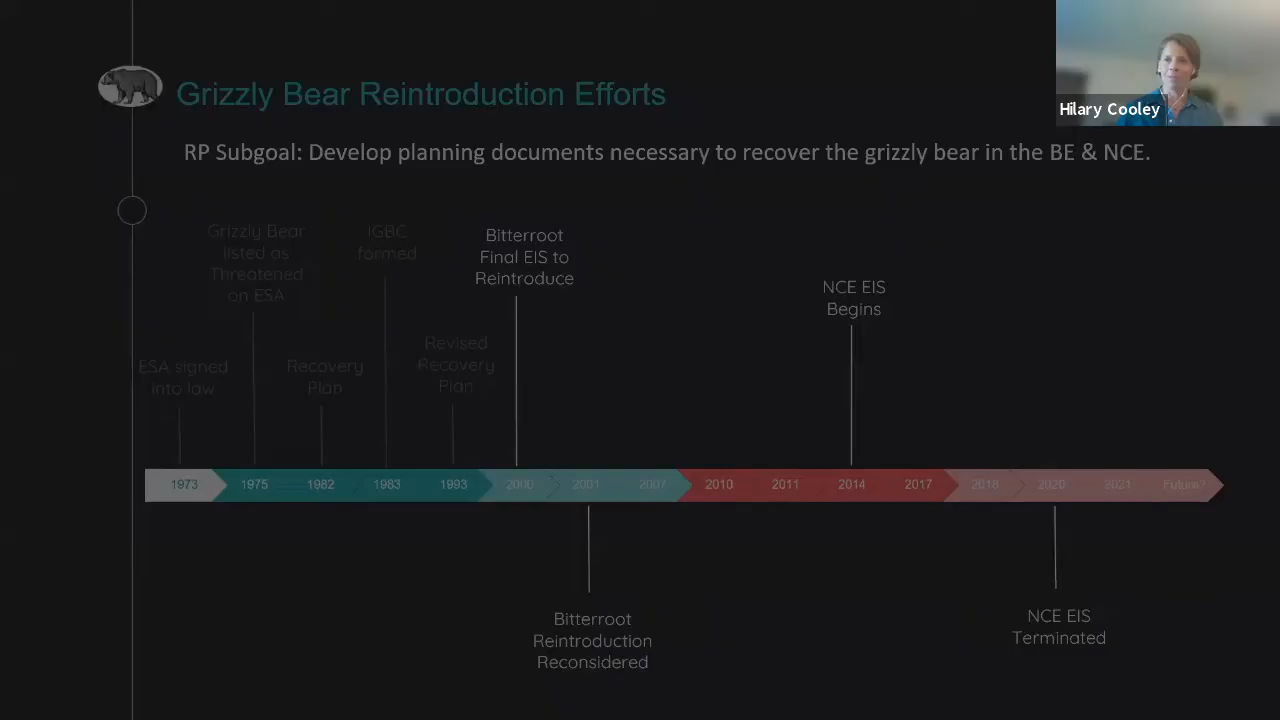 Grizzly Bear Reintroduction Efforts
Hilary Cooley
RP Subgoal: Develop planning documents necessary to recover the grizzly bear in the BE & NCE.
Grizzly Bear
listed as
Threatened
on ESA
IGBC
formed
Bitterroot
Final EIS to
Reintroduce
NCE EIS
Begins
ESA signed
into law
Recovery
Plan
Revised
Recovery
Plan
1973 1975 1982 1983 1993 2000 2001 2007 2010 2011 2014 2017 2018 2020 2021 Future?
Bitterroot
Reintroduction
Reconsidered
NCE EIS
Terminated